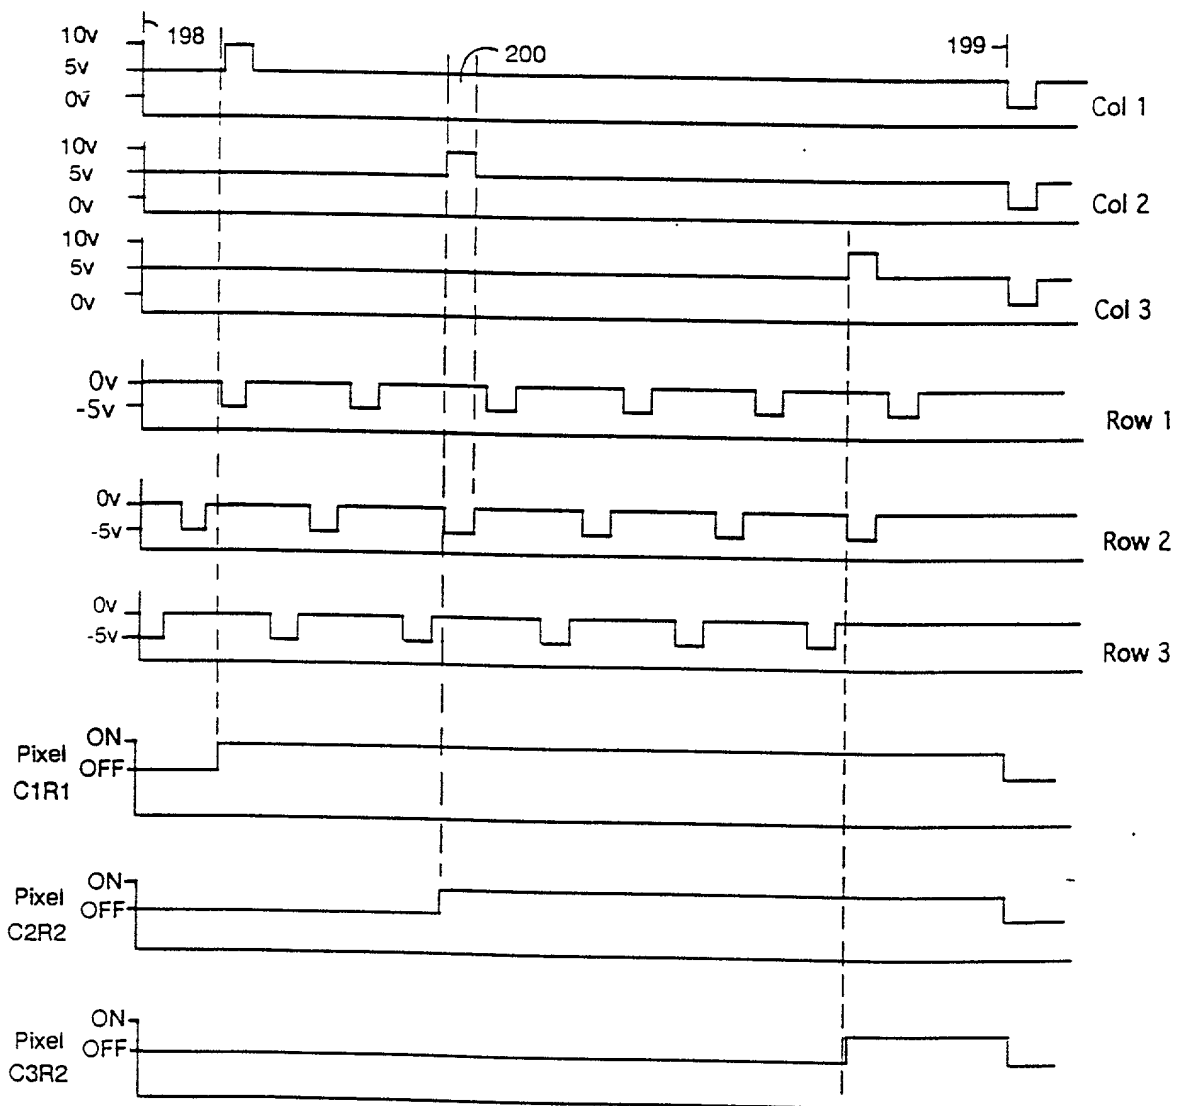 198
199
200
10v
5v
0v
Col 1
10v
5v
0v
Col 2
10v
5v
0v
Col 3
0v
-5v
Row 1
0v
-5v
Row 2
0v
-5v
Row 3
Pixel
C1R1
ON
OFF
Pixel
C2R2
ON
OFF
Pixel
C3R2
ON
OFF